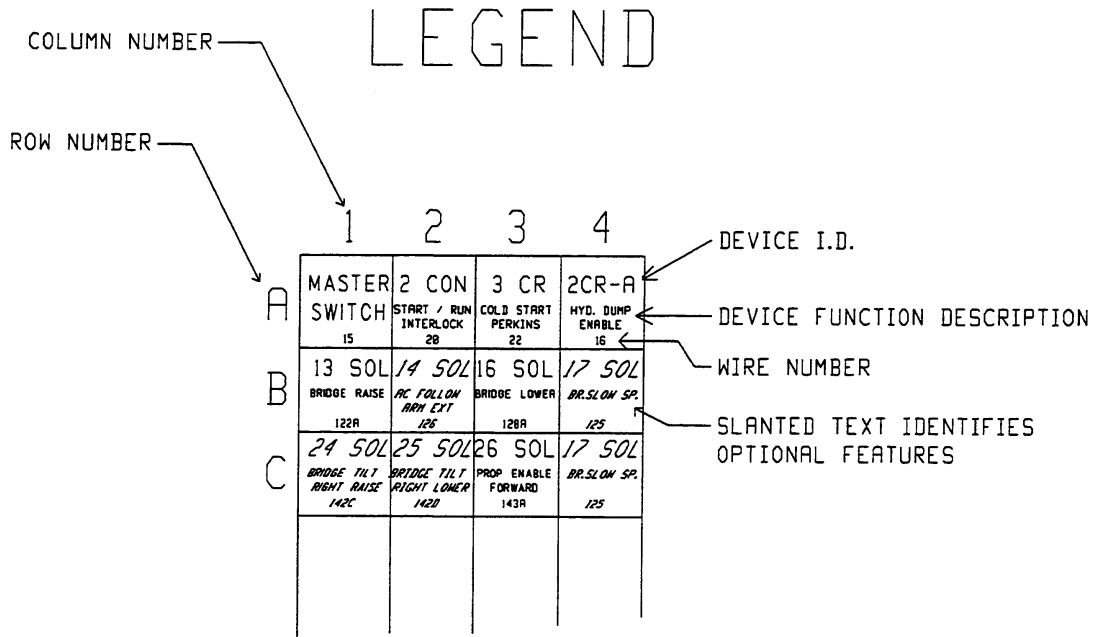 LEGEND
COLUMN NUMBER
ROW NUMBER
1 2 3 4
DEVICE I.D.
A
MASTER SWITCH
15
2 CON
START / RUN
INTERLOCK
20
3 CR
COLD START
PERKINS
22
2CR-A
HYD. DUMP
ENABLE
16
DEVICE FUNCTION DESCRIPTION
WIRE NUMBER
B
13 SOL
BRIDGE RAISE
122A
14 SOL
AC FOLLOW
ARM EXT
126
16 SOL
BRIDGE LOWER
128A
17 SOL
BR.SLOW SP.
125
SLANTED TEXT IDENTIFIES
OPTIONAL FEATURES
C
24 SOL
BRIDGE TILT
RIGHT RAISE
142C
25 SOL
BRIDGE TILT
RIGHT LOWER
142D
26 SOL
PROP ENABLE
FORWARD
143A
17 SOL
BR.SLOW SP.
125